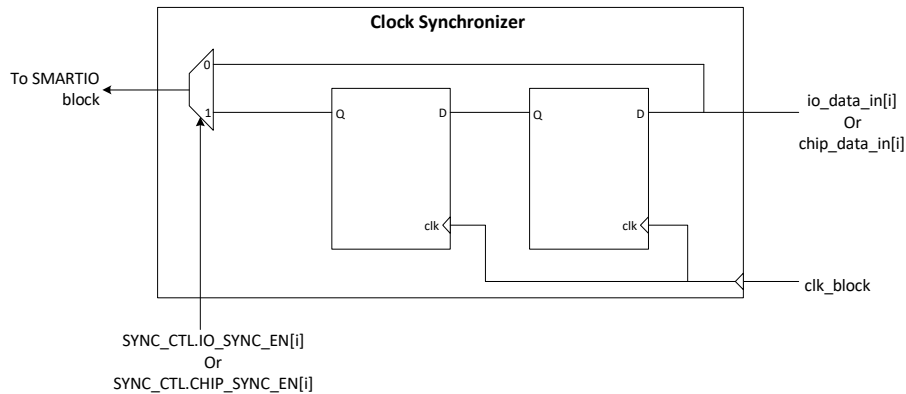 Clock Synchronizer
To SMARTIO
block
0
1
Q
D
Q
D
io_data_in[i]
Or
chip_data_in[i]
clk
clk
clk_block
SYNC_CTL.IO_SYNC_EN[i]
Or
SYNC_CTL.CHIP_SYNC_EN[i]